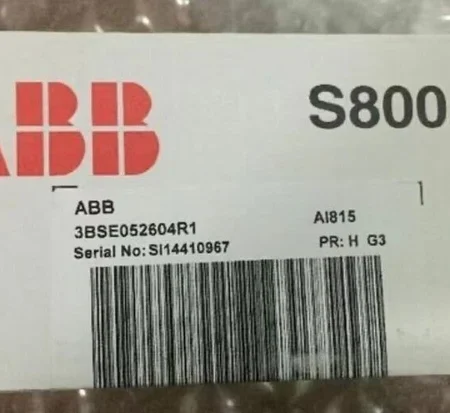 ABB
S800
ABB
3BSE052604R1
AI815
Serial No: SI14410967
PR: H G3